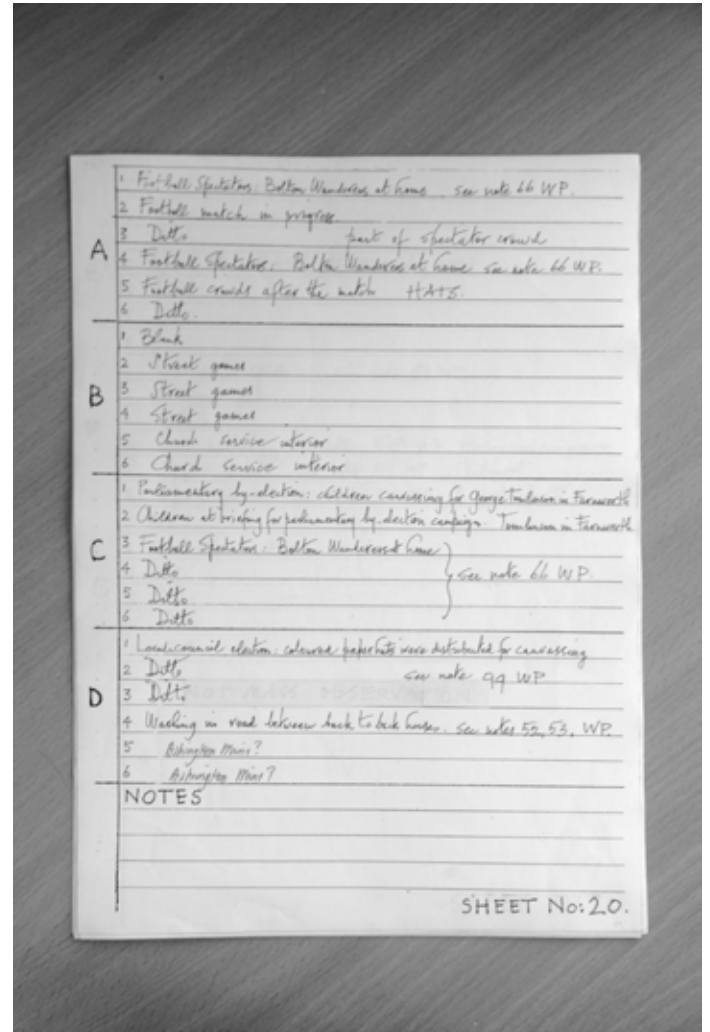 A
1 Football Spectators: Bolton Wanderers at home see note 66 WP.
2 Football match in progress.
3 Ditto part of spectator crowd
4 Football Spectators: Bolton Wanderers at home see note 66 WP.
5 Football crowds after the match HATS.
6 Ditto.
B
1 Blank
2 Street games
3 Street games
4 Street games
5 Church service interior
6 Church service interior
C
1 Parliamentary by-election: children canvassing for George Tomlinson in Farnworth
2 Children at briefing for parliamentary by-election campaign. Tomlinson in Farnworth
3 Football Spectators: Bolton Wanderers at home
4 Ditto see note 66 WP.
5 Ditto
6 Ditto
D
1 Local council election: coloured paper hats were distributed for canvassing
2 Ditto see note 99 WP
3 Ditto
4 Washing in road between back to back houses. see notes 52, 53, WP.
5 Ashington Mins?
6 Ashington Mins?
NOTES
SHEET No: 20.